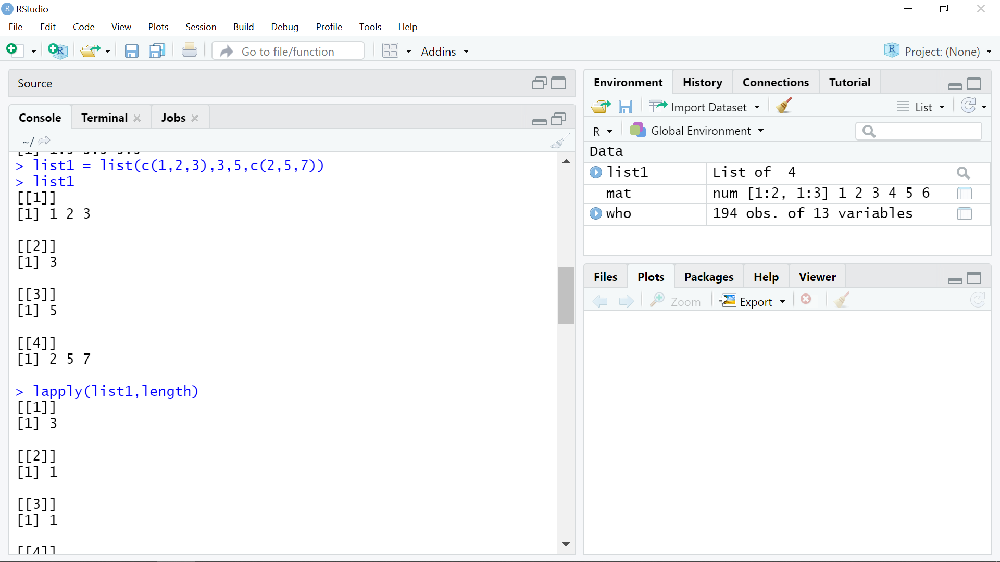 RStudio
File Edit Code View Plots Session Build Debug Profile Tools Help
Go to file/function Addins Project: (None)
Source
Console Terminal Jobs
~/
> list1 = list(c(1,2,3),3,5,c(2,5,7))
> list1
[[1]]
[1] 1 2 3
[[2]]
[1] 3
[[3]]
[1] 5
[[4]]
[1] 2 5 7
> lapply(list1,length)
[[1]]
[1] 3
[[2]]
[1] 1
[[3]]
[1] 1
[[4]]
Environment History Connections Tutorial
Import Dataset List
R Global Environment
Data
list1 List of 4
mat num [1:2, 1:3] 1 2 3 4 5 6
who 194 obs. of 13 variables
Files Plots Packages Help Viewer
Zoom Export